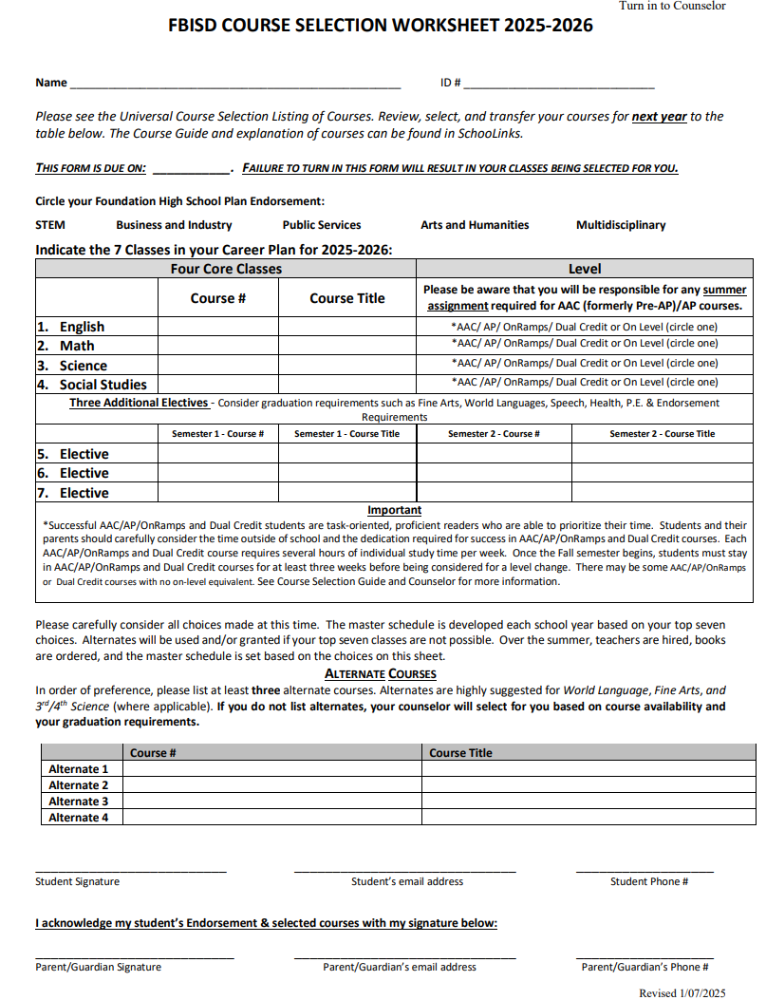 Turn in to Counselor
FBISD COURSE SELECTION WORKSHEET 2025-2026
Name ID #
Please see the Universal Course Selection Listing of Courses. Review, select, and transfer your courses for next year to the
table below. The Course Guide and explanation of courses can be found in SchooLinks.
THIS FORM IS DUE ON: ____________. FAILURE TO TURN IN THIS FORM WILL RESULT IN YOUR CLASSES BEING SELECTED FOR YOU.
Circle your Foundation High School Plan Endorsement:
STEM Business and Industry Public Services Arts and Humanities Multidisciplinary
Indicate the 7 Classes in your Career Plan for 2025-2026:
Four Core Classes Level
Course # Course Title Please be aware that you will be responsible for any summer
assignment required for AAC (formerly Pre-AP)/AP courses.
1. English *AAC/ AP/ OnRamps/ Dual Credit or On Level (circle one)
2. Math *AAC/ AP/ OnRamps/ Dual Credit or On Level (circle one)
3. Science *AAC/ AP/ OnRamps/ Dual Credit or On Level (circle one)
4. Social Studies *AAC /AP/ OnRamps/ Dual Credit or On Level (circle one)
Three Additional Electives - Consider graduation requirements such as Fine Arts, World Languages, Speech, Health, P.E. & Endorsement
Requirements
Semester 1 - Course # Semester 1 - Course Title Semester 2 - Course # Semester 2 - Course Title
5. Elective
6. Elective
7. Elective
Important
*Successful AAC/AP/OnRamps and Dual Credit students are task-oriented, proficient readers who are able to prioritize their time. Students and their
parents should carefully consider the time outside of school and the dedication required for success in AAC/AP/OnRamps and Dual Credit courses. Each
AAC/AP/OnRamps and Dual Credit course requires several hours of individual study time per week. Once the Fall semester begins, students must stay
in AAC/AP/OnRamps and Dual Credit courses for at least three weeks before being considered for a level change. There may be some AAC/AP/OnRamps
or Dual Credit courses with no on-level equivalent. See Course Selection Guide and Counselor for more information.
Please carefully consider all choices made at this time. The master schedule is developed each school year based on your top seven
choices. Alternates will be used and/or granted if your top seven classes are not possible. Over the summer, teachers are hired, books
are ordered, and the master schedule is set based on the choices on this sheet.
ALTERNATE COURSES
In order of preference, please list at least three alternate courses. Alternates are highly suggested for World Language, Fine Arts, and
3rd/4th Science (where applicable). If you do not list alternates, your counselor will select for you based on course availability and
your graduation requirements.
Course # Course Title
Alternate 1
Alternate 2
Alternate 3
Alternate 4
Student Signature Student's email address Student Phone #
I acknowledge my student's Endorsement & selected courses with my signature below:
Parent/Guardian Signature Parent/Guardian's email address Parent/Guardian's Phone #
Revised 1/07/2025